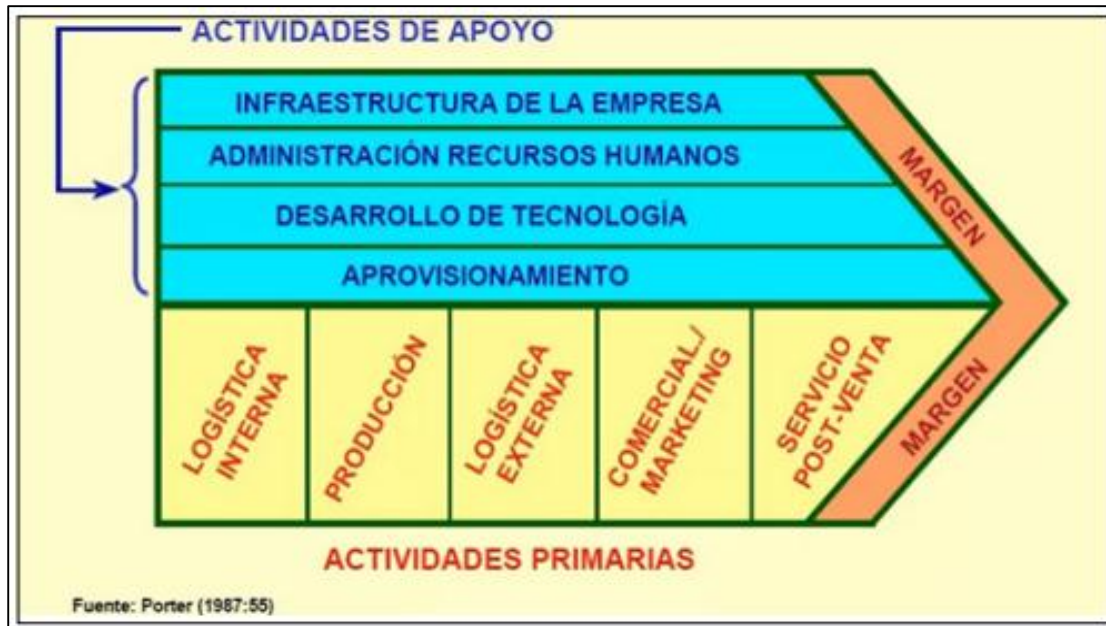 ACTIVIDADES DE APOYO
INFRAESTRUCTURA DE LA EMPRESA
ADMINISTRACIÓN RECURSOS HUMANOS
DESARROLLO DE TECNOLOGÍA
APROVISIONAMIENTO
MARGEN
LOGÍSTICA
INTERNA
PRODUCCIÓN
LOGÍSTICA
EXTERNA
COMERCIAL./
MARKETING
SERVICIO
POST-VENTA
MARGEN
ACTIVIDADES PRIMARIAS
Fuente: Porter (1987:55)